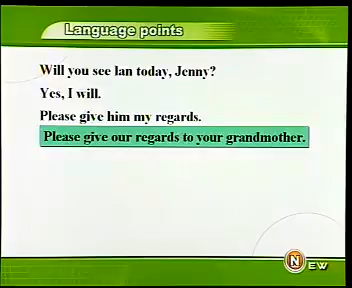 Language points
Will you see Ian today, Jenny?
Yes, I will.
Please give him my regards.
Please give our regards to your grandmother.
NEW